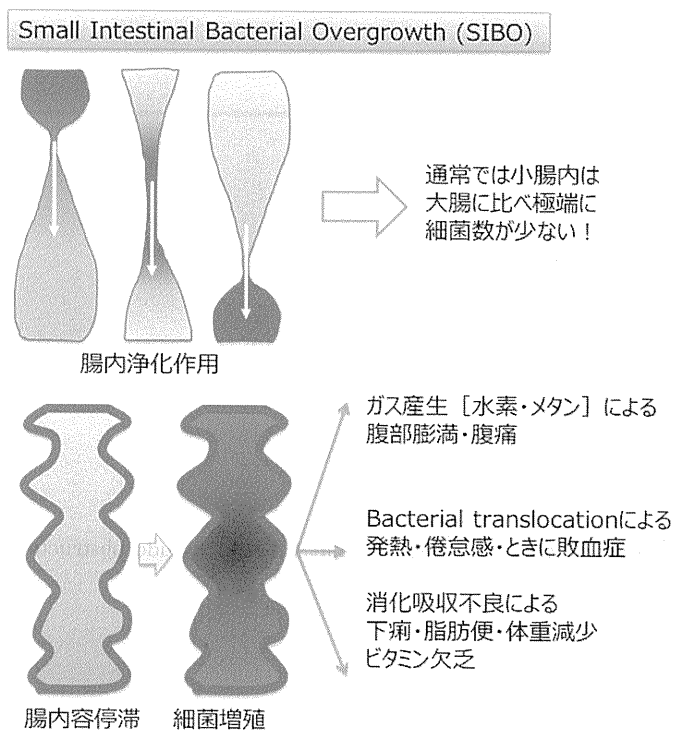 Small Intestinal Bacterial Overgrowth (SIBO)
通常では小腸内は
大腸に比べ極端に
細菌数が少ない！
腸内浄化作用
ガス産生［水素・メタン］による
腹部膨満・腹痛
Bacterial translocationによる
発熱・倦怠感・ときに敗血症
消化吸収不良による
下痢・脂肪便・体重減少
ビタミン欠乏
腸内容停滞
細菌増殖